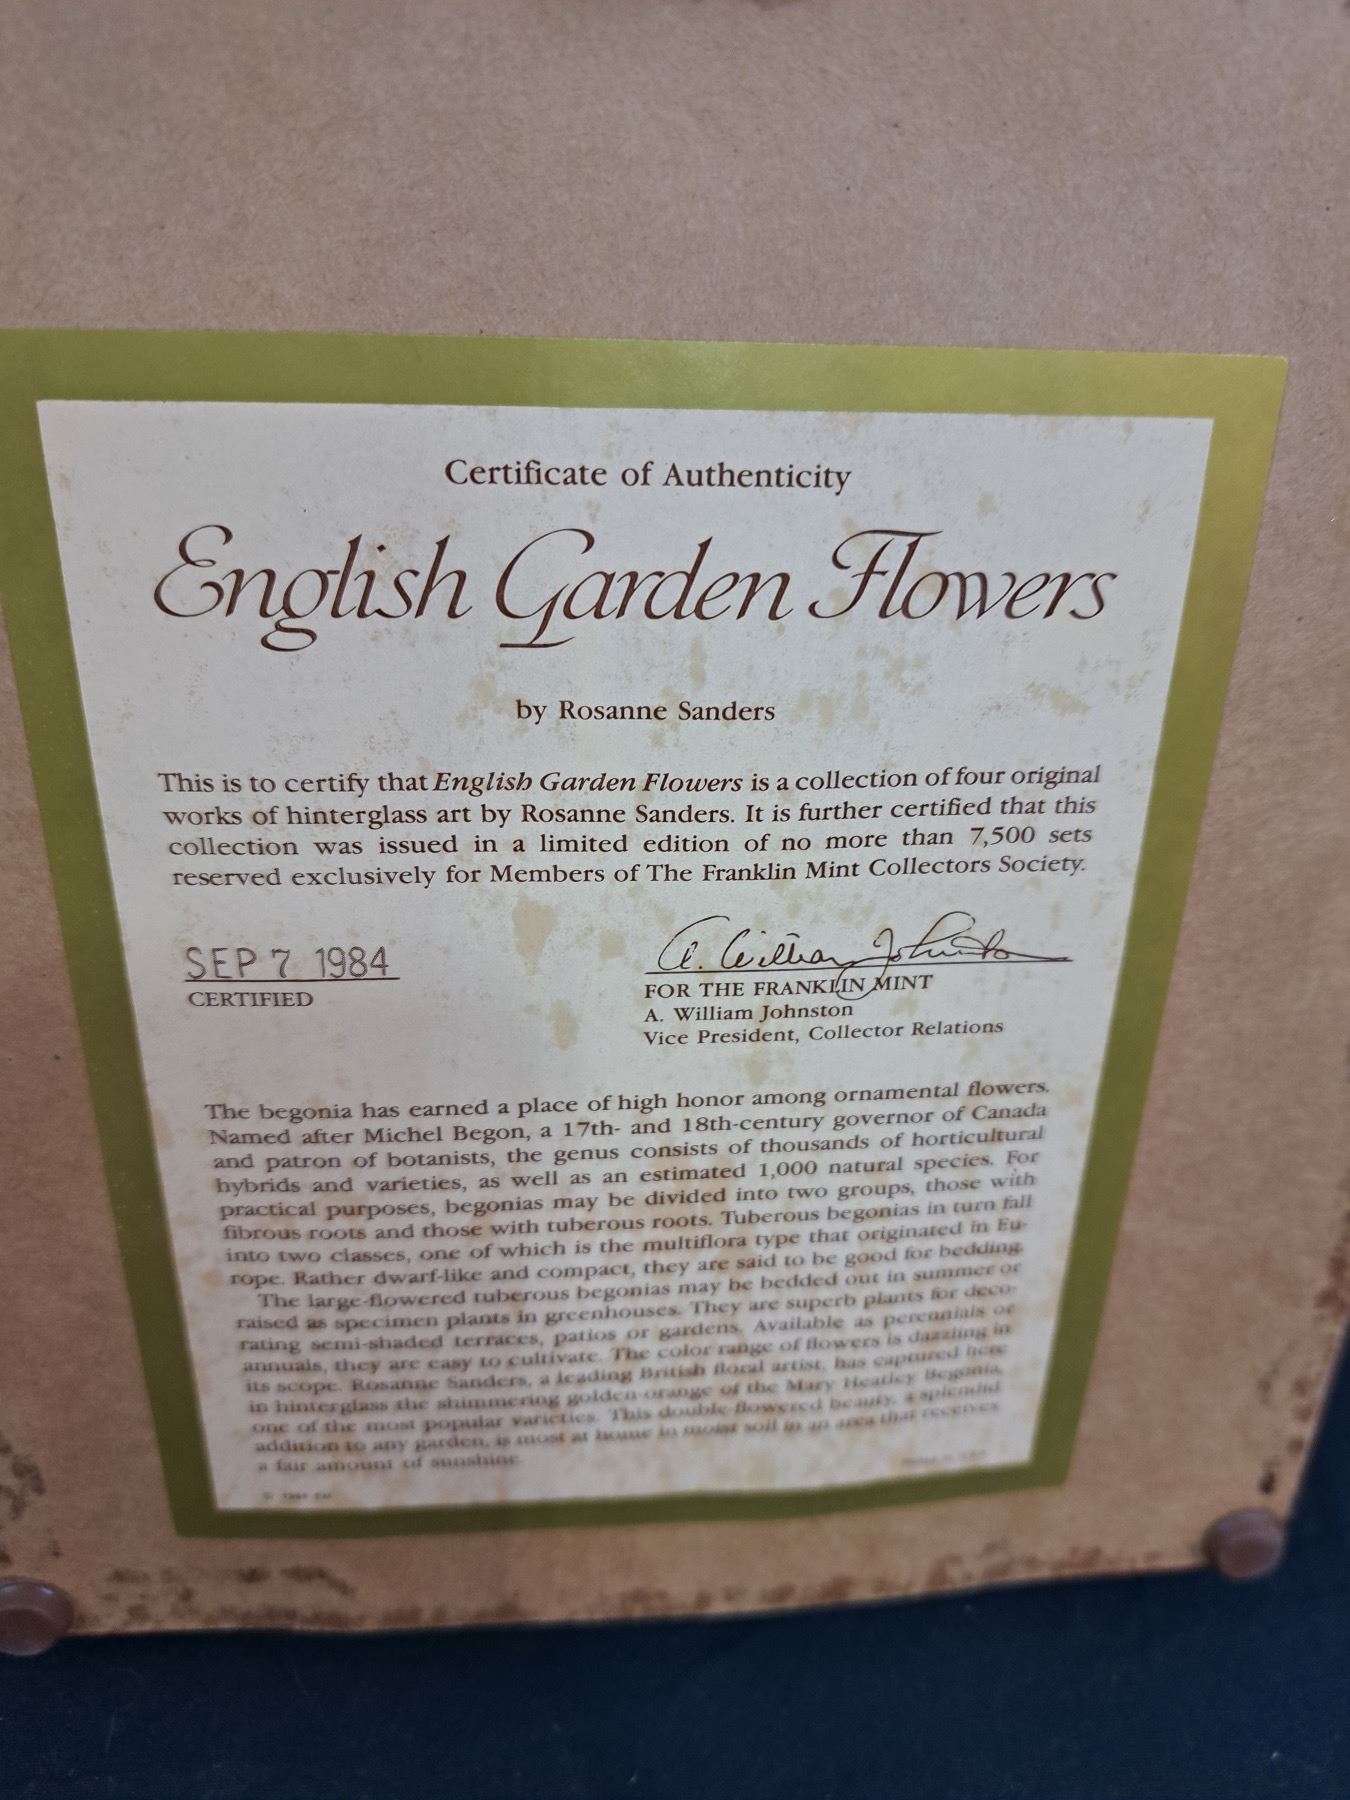 Certificate of Authenticity
English Garden Flowers
by Rosanne Sanders
This is to certify that English Garden Flowers is a collection of four original
works of hinterglass art by Rosanne Sanders. It is further certified that this
collection was issued in a limited edition of no more than 7,500 sets
reserved exclusively for Members of The Franklin Mint Collectors Society.
SEP 7 1984
CERTIFIED
A. William Johnston
FOR THE FRANKLIN MINT
A. William Johnston
Vice President, Collector Relations
The begonia has earned a place of high honor among ornamental flowers.
Named after Michel Begon, a 17th- and 18th-century governor of Canada
and patron of botanists, the genus consists of thousands of horticultural
hybrids and varieties, as well as an estimated 1,000 natural species. For
practical purposes, begonias may be divided into two groups, those with
fibrous roots and those with tuberous roots. Tuberous begonias in turn fall
into two classes, one of which is the multiflora type that originated in Eu-
rope. Rather dwarf-like and compact, they are said to be good for bedding.
The large-flowered tuberous begonias may be bedded out in summer or
raised as specimen plants in greenhouses. They are superb plants for deco-
rating semi-shaded terraces, patios or gardens. Available as perennials or
annuals, they are easy to cultivate. The color range of flowers is dazzling in
its scope. Rosanne Sanders, a leading British floral artist, has captured here
in hinterglass the shimmering golden-orange of the Mary Heatley Begonia,
one of the most popular varieties. This double flowered beauty, a splendid
addition to any garden, is most at home in moist soil in an area that receives
a fair amount of sunshine.
© 1984